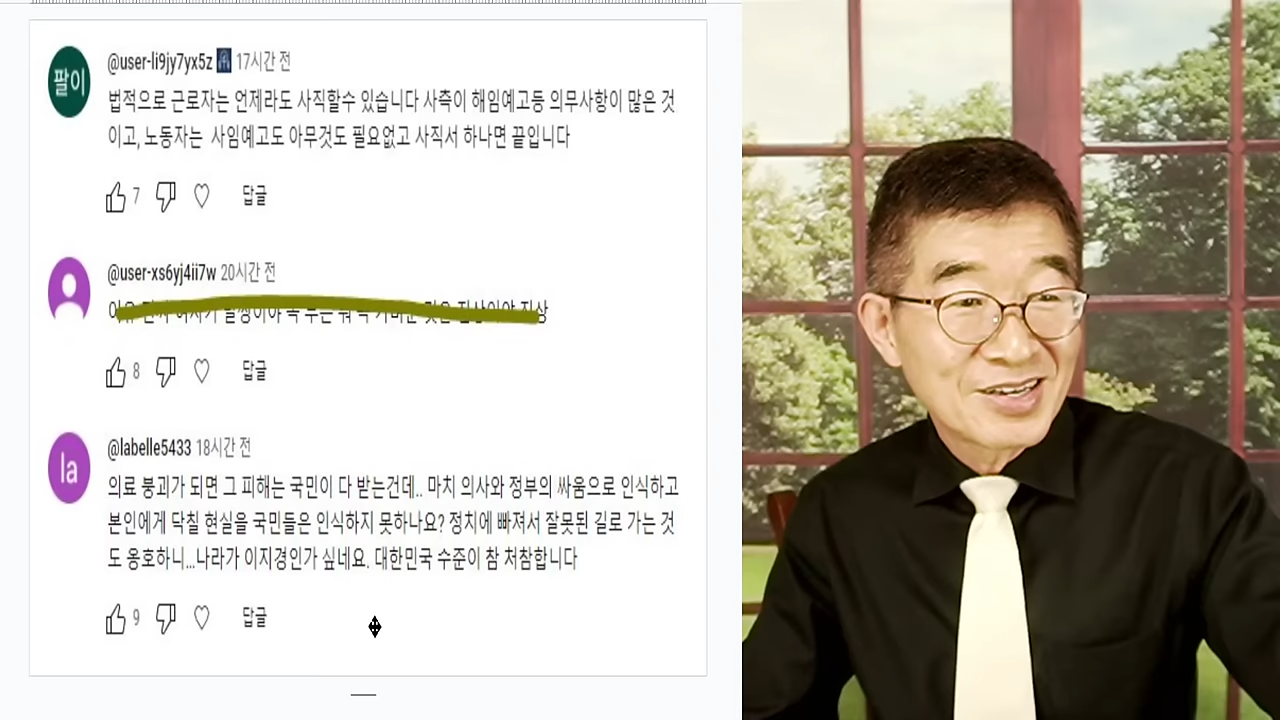 팔이
@user-li9jy7yx5z 17시간 전
법적으로 근로자는 언제라도 사직할수 있습니다 사측이 해임예고등 의무사항이 많은 것
이고, 노동자는 사임예고도 아무것도 필요없고 사직서 하나면 끝입니다
7
답글
@user-xs6yj4ii7w 20시간 전
8
답글
la
@labelle5433 18시간 전
의료 붕괴가 되면 그 피해는 국민이 다 받는건데.. 마치 의사와 정부의 싸움으로 인식하고
본인에게 닥칠 현실을 국민들은 인식하지 못하나요? 정치에 빠져서 잘못된 길로 가는 것
도 옹호하니...나라가 이지경인가 싶네요. 대한민국 수준이 참 처참합니다
9
답글